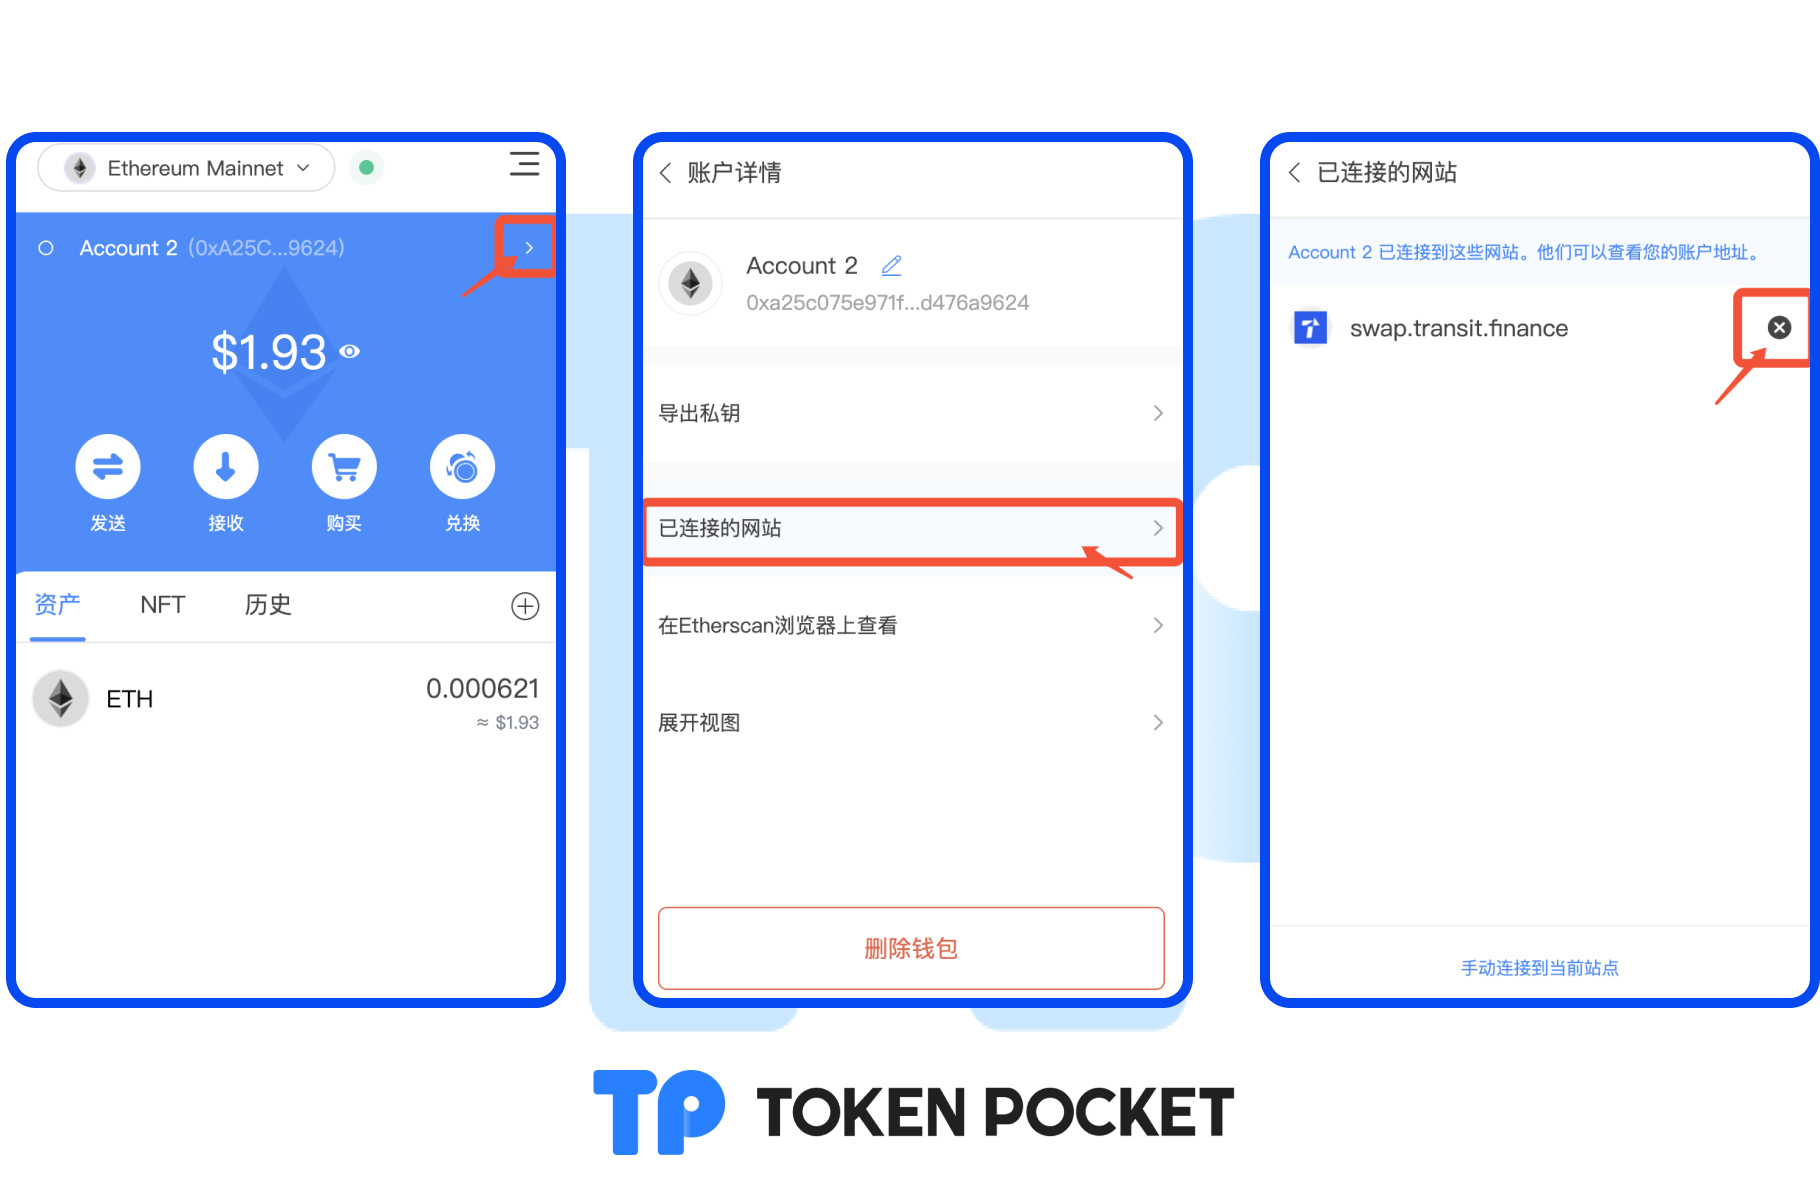 Ethereum Mainnet
Account 2 (0xA25C...9624)
$1.93
发送 接收 购买 兑换
资产 NFT 历史
ETH 0.000621
≈ $1.93
账户详情
Account 2
0xa25c075e971f...d476a9624
导出私钥
已连接的网站
在Etherscan浏览器上查看
展开视图
删除钱包
已连接的网站
Account 2 已连接到这些网站。他们可以查看您的账户地址。
swap.transit.finance
手动连接到当前站点
TP TOKEN POCKET